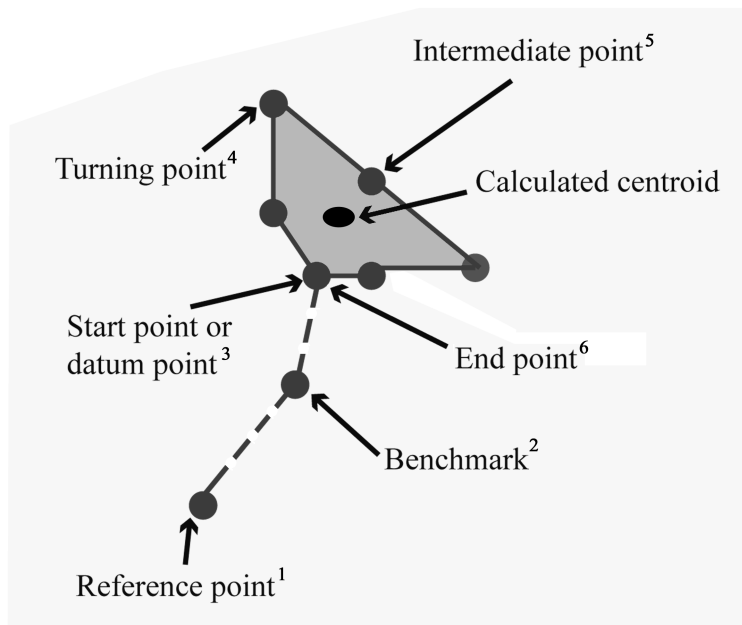 Intermediate point⁵
Turning point⁴
Calculated centroid
Start point or
datum point³
End point⁶
Benchmark²
Reference point¹